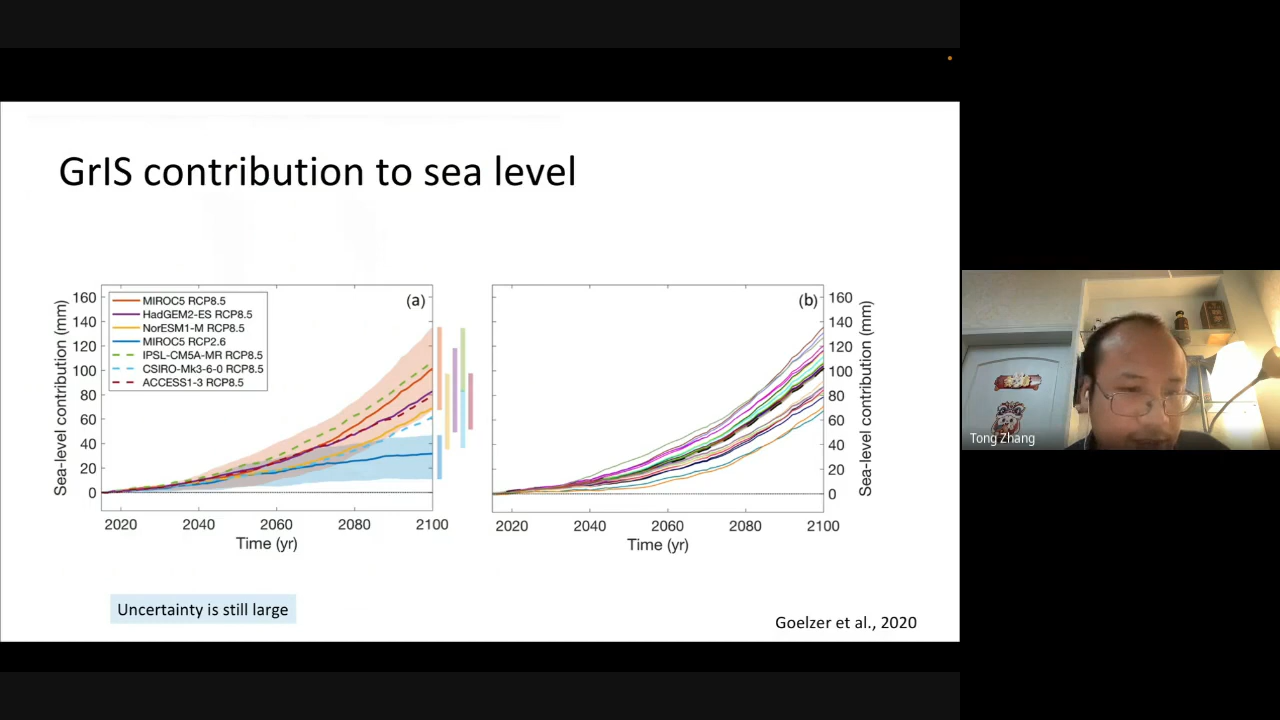 GrIS contribution to sea level
Sea-level contribution (mm)
160
140
120
100
80
60
40
20
0
MIROC5 RCP8.5
HadGEM2-ES RCP8.5
NorESM1-M RCP8.5
MIROC5 RCP2.6
IPSL-CM5A-MR RCP8.5
CSIRO-Mk3-6-0 RCP8.5
ACCESS1-3 RCP8.5
(a)
2020 2040 2060 2080 2100
Time (yr)
(b)
160
140
120
100
80
60
40
20
0
Sea-level contribution (mm)
2020 2040 2060 2080 2100
Time (yr)
Uncertainty is still large
Goelzer et al., 2020
Tong Zhang